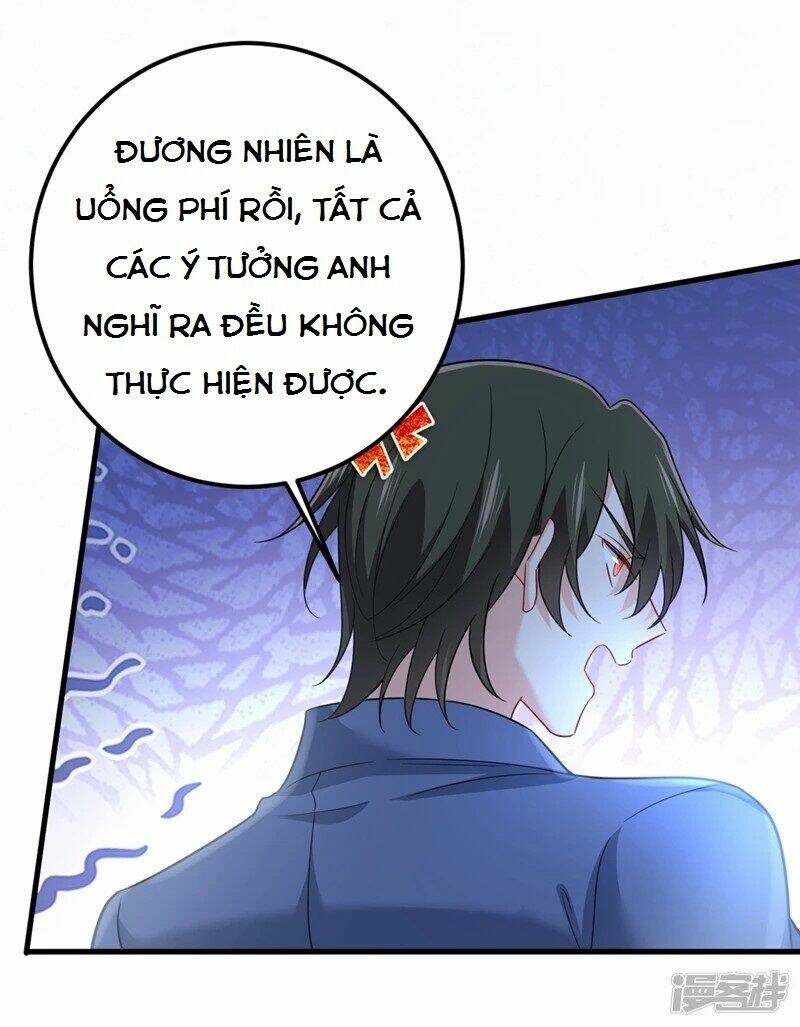 ĐƯƠNG NHIÊN LÀ
UỔNG PHÍ RỒI, TẤT CẢ
CÁC Ý TƯỞNG ANH
NGHĨ RA ĐỀU KHÔNG
THỰC HIỆN ĐƯỢC.
漫客栈